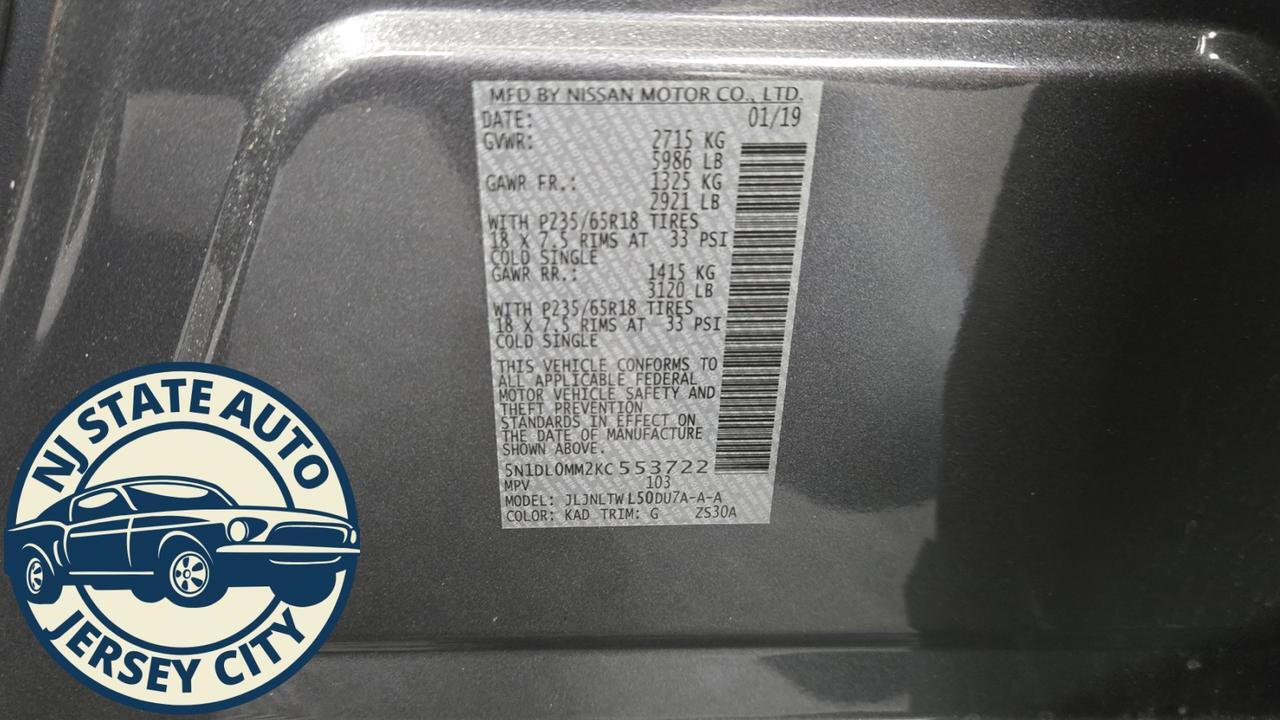 MFD BY NISSAN MOTOR CO., LTD.
DATE: 01/19
GVWR: 2715 KG
5986 LB
GAWR FR.: 1325 KG
2921 LB
WITH P235/65R18 TIRES
18 X 7.5 RIMS AT 33 PSI
COLD SINGLE
GAWR RR.: 1415 KG
3120 LB
WITH P235/65R18 TIRES
18 X 7.5 RIMS AT 33 PSI
COLD SINGLE
THIS VEHICLE CONFORMS TO
ALL APPLICABLE FEDERAL
MOTOR VEHICLE SAFETY AND
THEFT PREVENTION
STANDARDS IN EFFECT ON
THE DATE OF MANUFACTURE
SHOWN ABOVE.
5N1DL0MM2KC553722
MPV 103
MODEL: JLJNLTWL50DU7A-A-A
COLOR: KAD TRIM: G ZS30A
NJ STATE AUTO
JERSEY CITY